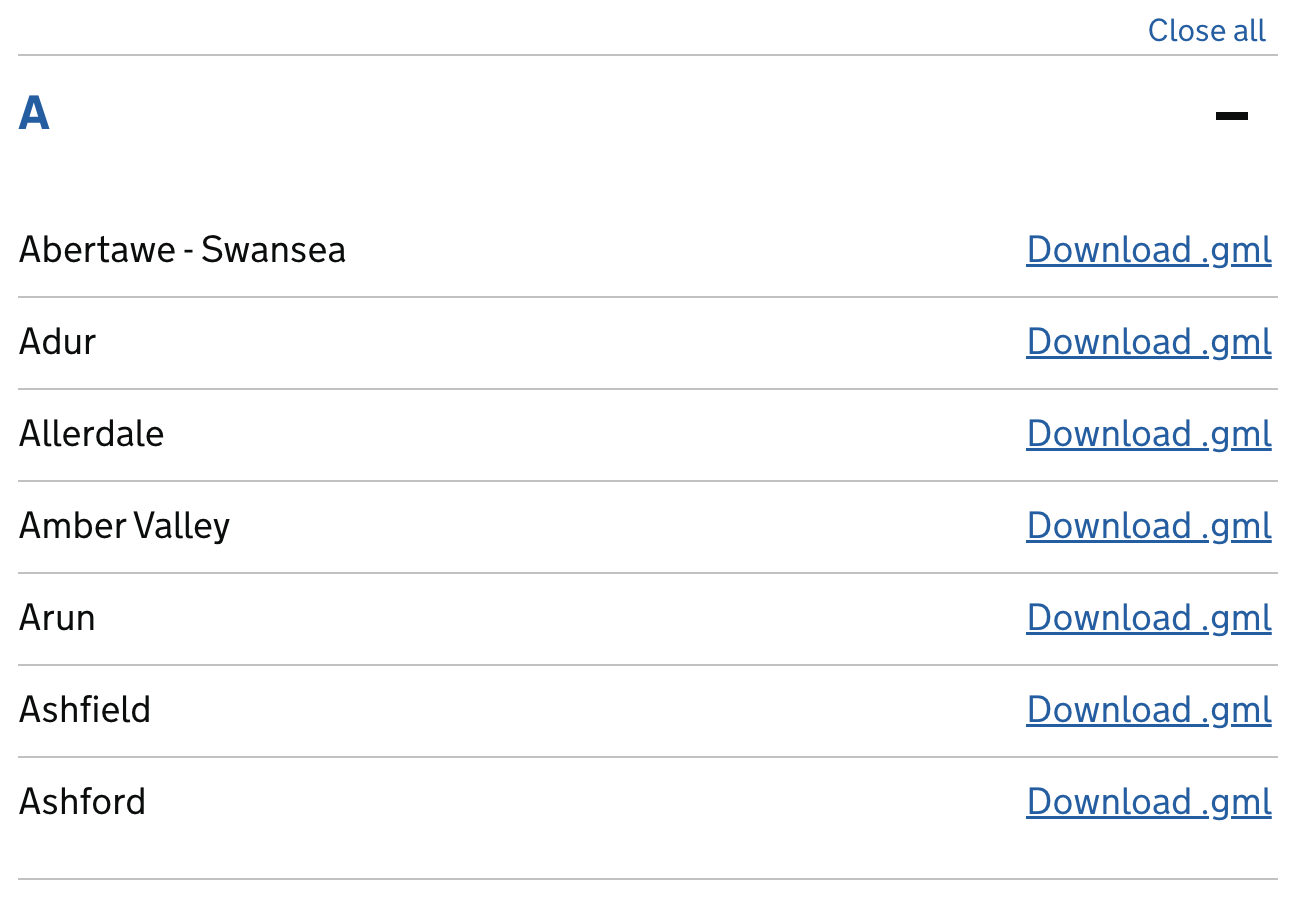 Close all
A
Abertawe - Swansea Download .gml
Adur Download .gml
Allerdale Download .gml
Amber Valley Download .gml
Arun Download .gml
Ashfield Download .gml
Ashford Download .gml